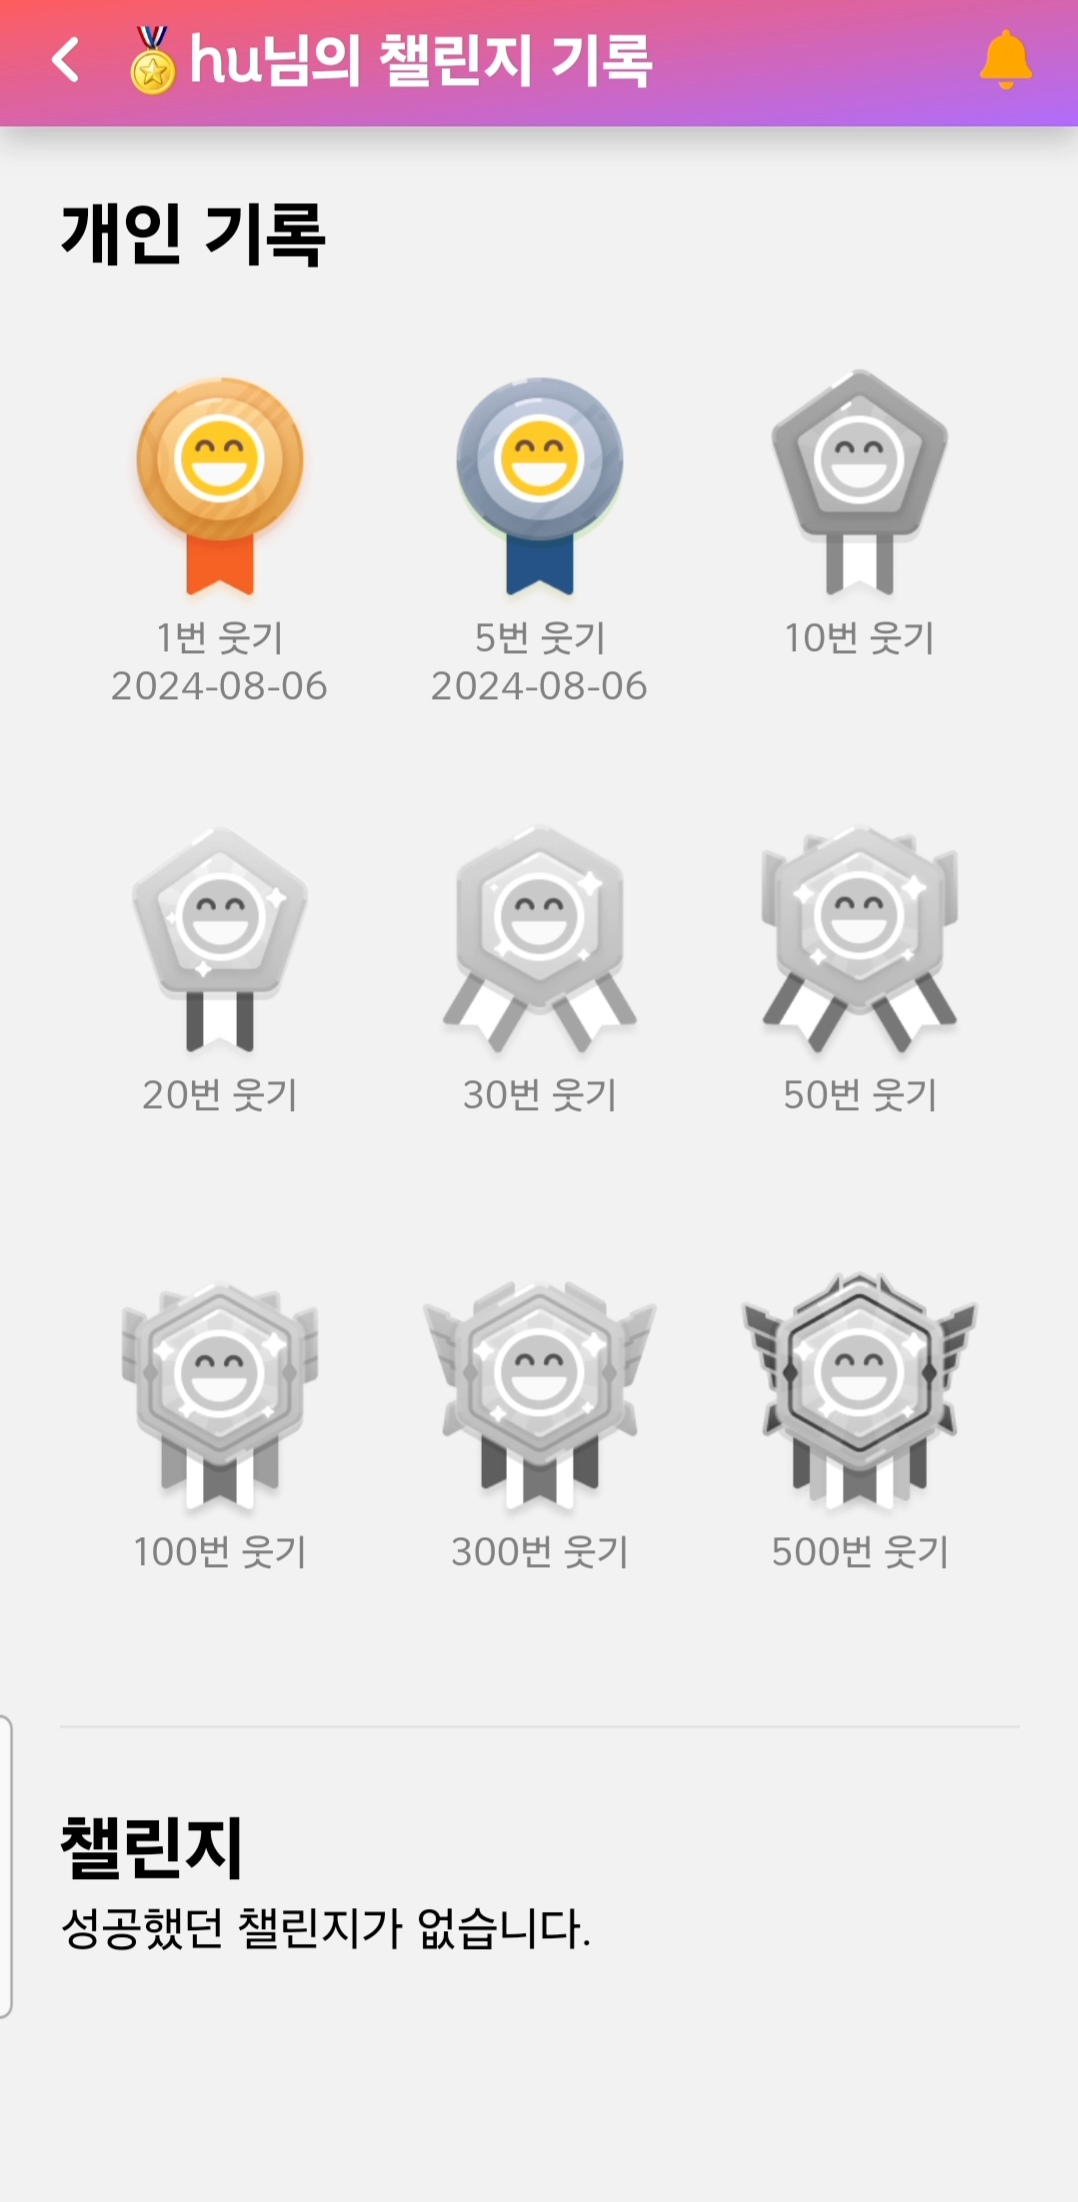 hu님의 챌린지 기록
개인 기록
1번 웃기
2024-08-06
5번 웃기
2024-08-06
10번 웃기
20번 웃기
30번 웃기
50번 웃기
100번 웃기
300번 웃기
500번 웃기
챌린지
성공했던 챌린지가 없습니다.